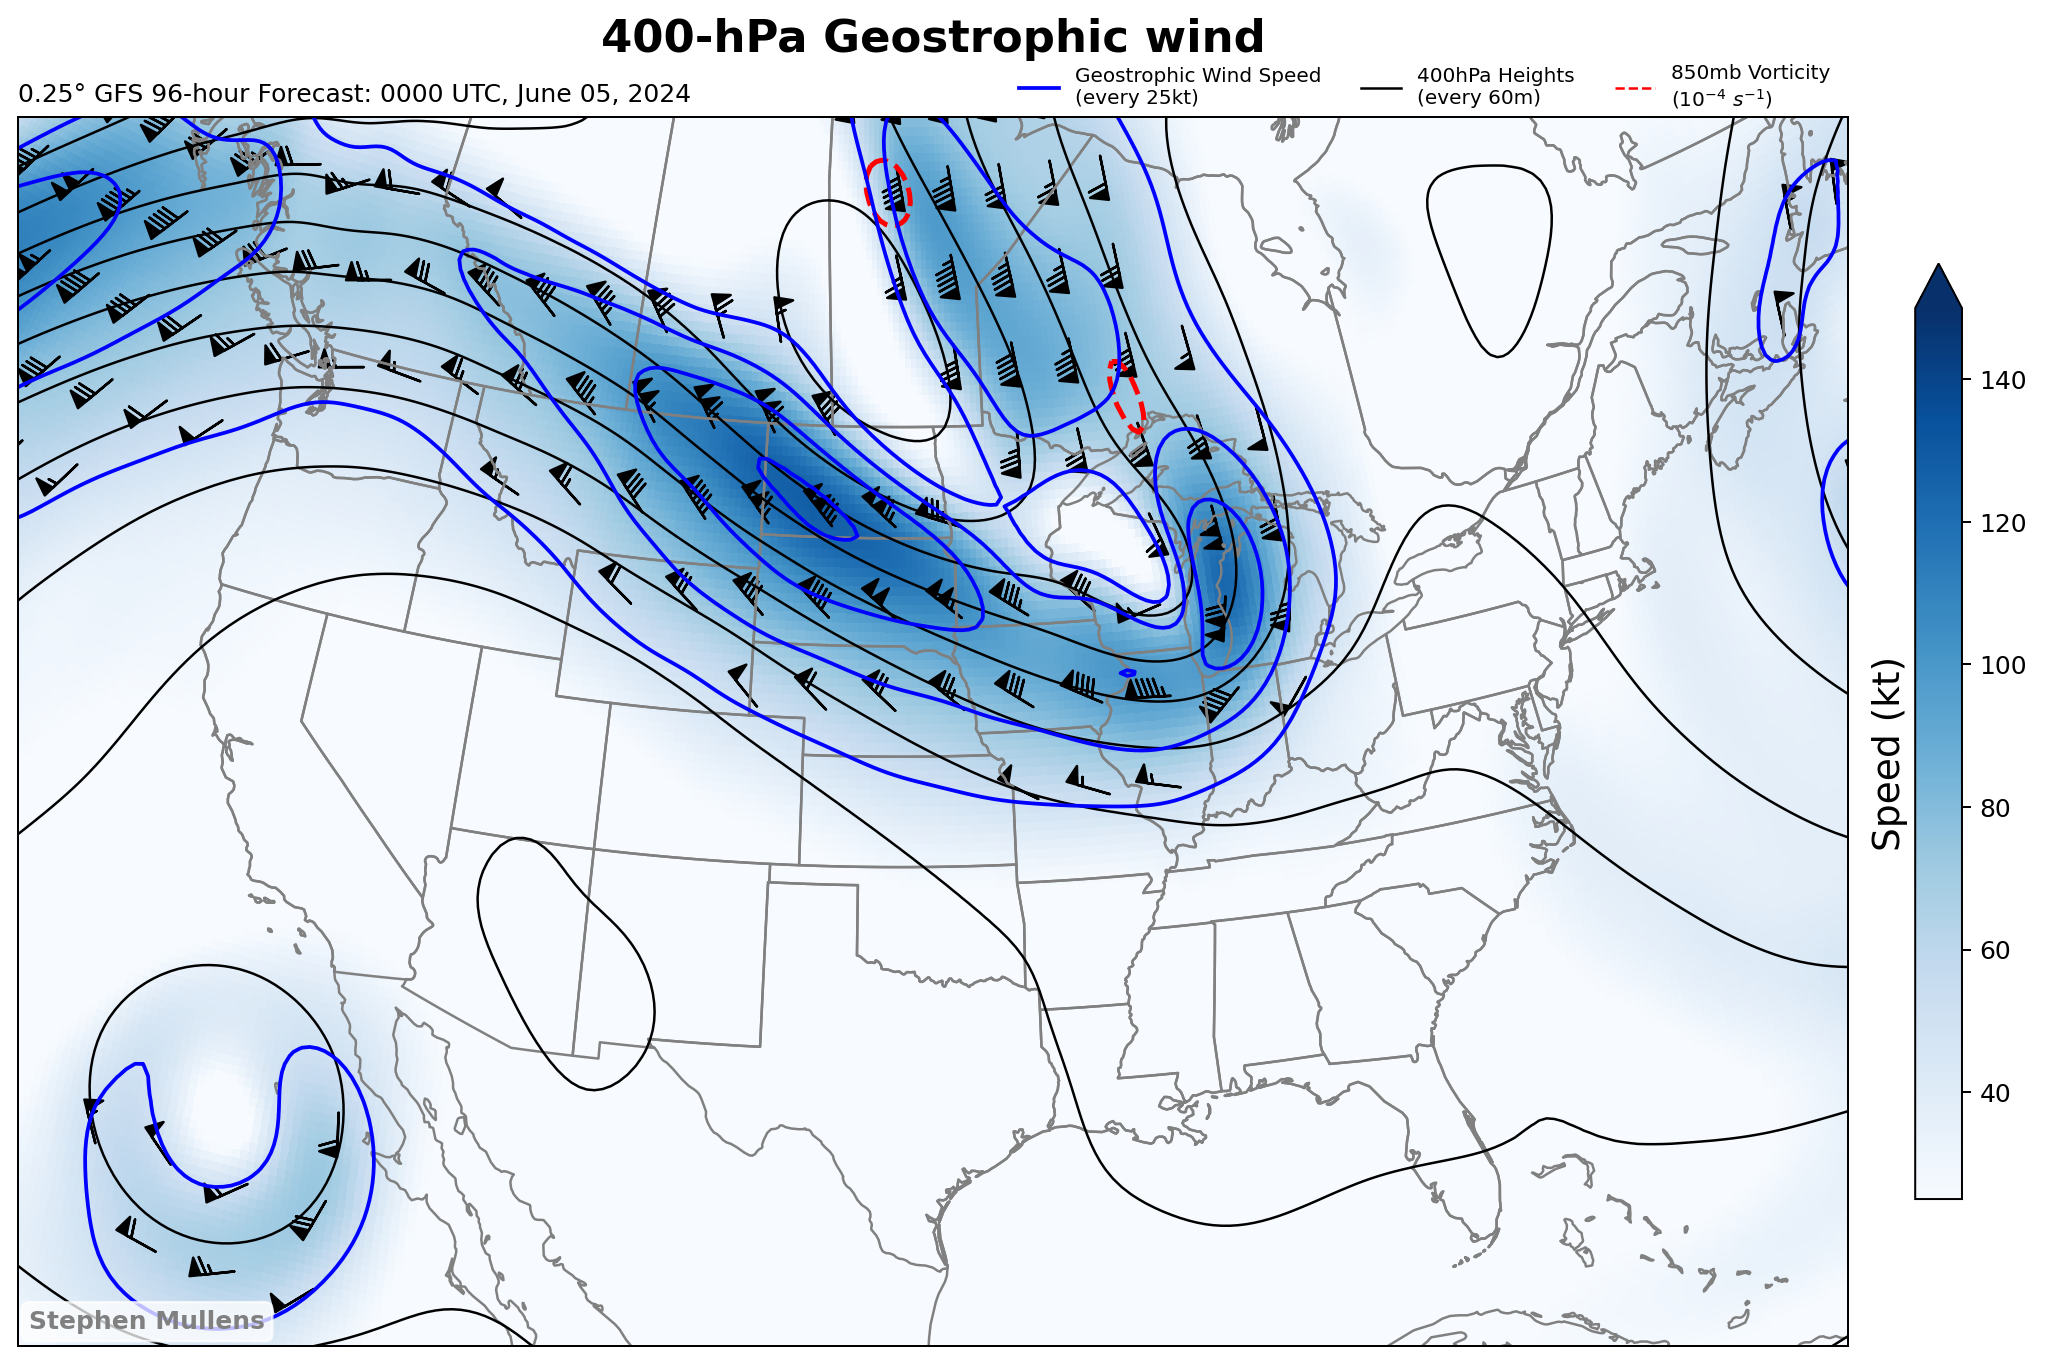 400-hPa Geostrophic wind
0.25° GFS 96-hour Forecast: 0000 UTC, June 05, 2024
Geostrophic Wind Speed
(every 25kt)
400hPa Heights
(every 60m)
850mb Vorticity
(10⁻⁴ s⁻¹)
140
120
100
80
60
40
Speed (kt)
Stephen Mullens